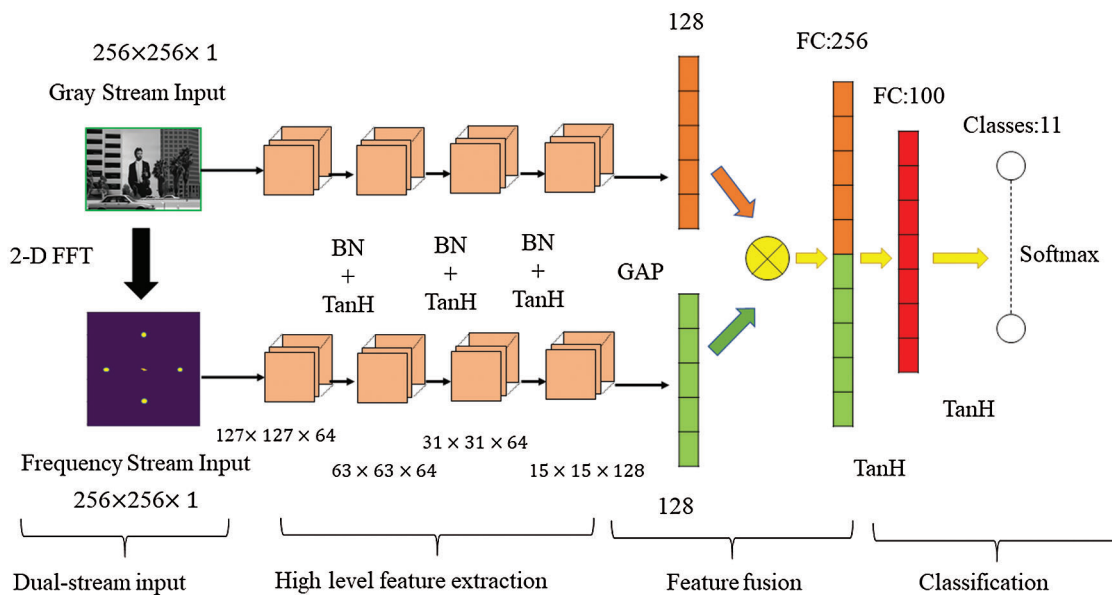 256×256× 1
Gray Stream Input
2-D FFT
Frequency Stream Input
256×256× 1
BN
+
TanH
BN
+
TanH
BN
+
TanH
127× 127 × 64
63 × 63 × 64
31 × 31 × 64
15 × 15 × 128
128
GAP
128
FC:256
TanH
FC:100
TanH
Classes:11
Softmax
Dual-stream input
High level feature extraction
Feature fusion
Classification